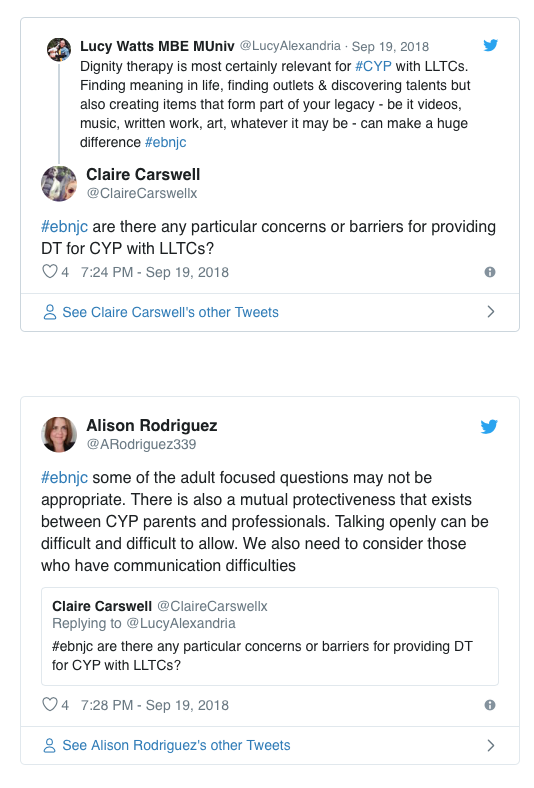 Lucy Watts MBE MUniv @LucyAlexandria · Sep 19, 2018
Dignity therapy is most certainly relevant for #CYP with LLTCs.
Finding meaning in life, finding outlets & discovering talents but
also creating items that form part of your legacy - be it videos,
music, written work, art, whatever it may be - can make a huge
difference #ebnjc
Claire Carswell
@ClaireCarswellx
#ebnjc are there any particular concerns or barriers for providing
DT for CYP with LLTCs?
4 7:24 PM - Sep 19, 2018
See Claire Carswell's other Tweets
Alison Rodriguez
@ARodriguez339
#ebnjc some of the adult focused questions may not be
appropriate. There is also a mutual protectiveness that exists
between CYP parents and professionals. Talking openly can be
difficult and difficult to allow. We also need to consider those
who have communication difficulties
Claire Carswell @ClaireCarswellx
Replying to @LucyAlexandria
#ebnjc are there any particular concerns or barriers for providing DT
for CYP with LLTCs?
4 7:28 PM - Sep 19, 2018
See Alison Rodriguez's other Tweets